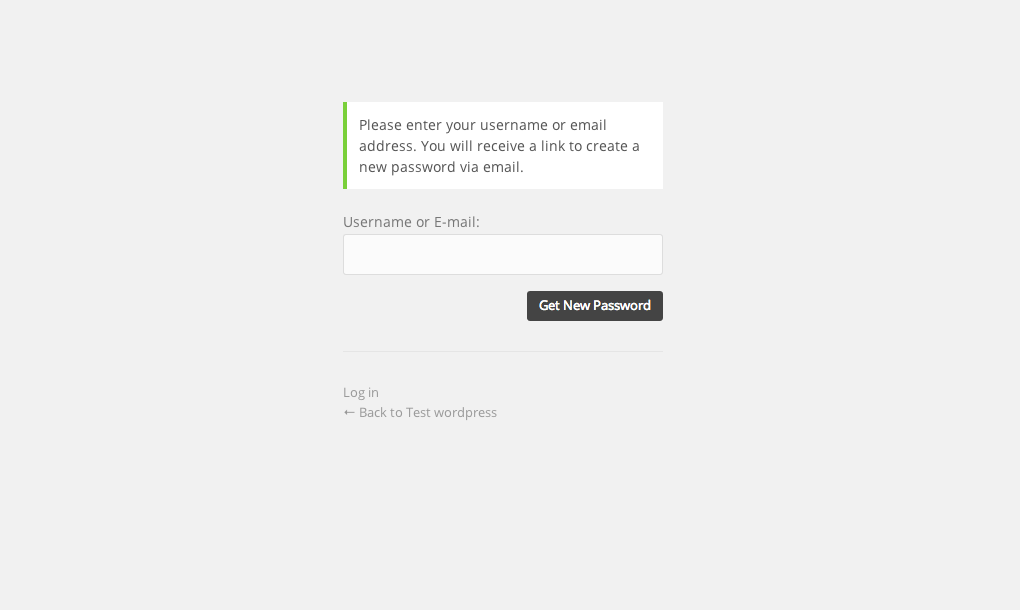 Please enter your username or email
address. You will receive a link to create a
new password via email.
Username or E-mail:
Get New Password
Log in
← Back to Test wordpress